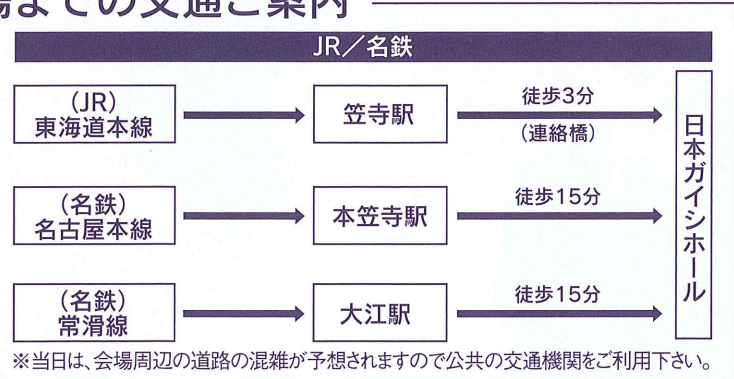 場までの交通ご案内
JR／名鉄
(JR)
東海道本線
笠寺駅
徒歩3分
(連絡橋)
(名鉄)
名古屋本線
本笠寺駅
徒歩15分
(名鉄)
常滑線
大江駅
徒歩15分
日本ガイシホール
※当日は、会場周辺の道路の混雑が予想されますので公共の交通機関をご利用下さい。